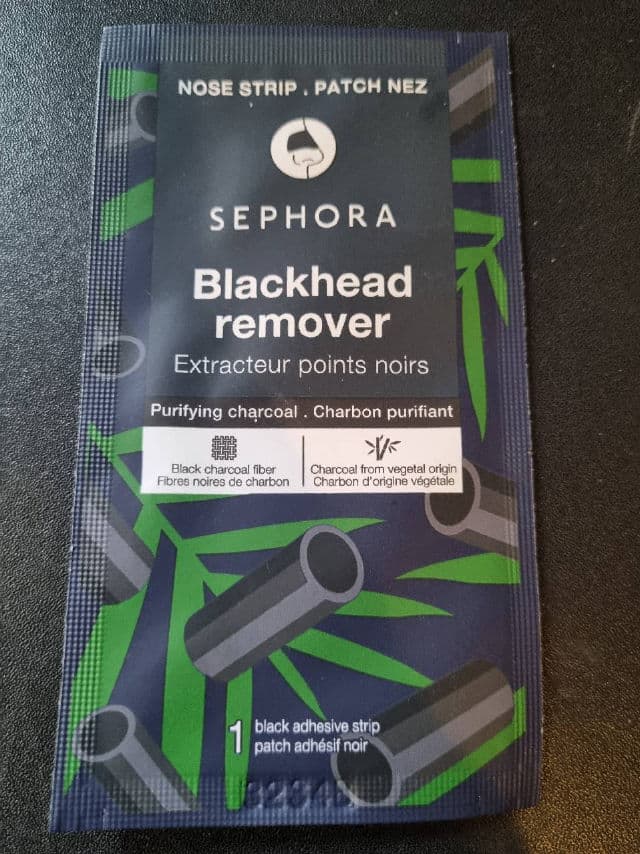 NOSE STRIP . PATCH NEZ
SEPHORA
Blackhead
remover
Extracteur points noirs
Purifying charcoal . Charbon purifiant
Black charcoal fiber
Fibres noires de charbon
Charcoal from vegetal origin
Charbon d'origine végétale
1 black adhesive strip
patch adhésif noir